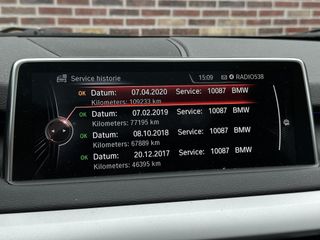 Service historie 15:09 RADIO538
OK Datum: 07.04.2020 Service: 10087 BMW
Kilometers: 109233 km
OK Datum: 07.02.2019 Service: 10087 BMW
Kilometers: 77195 km
OK Datum: 08.10.2018 Service: 10087 BMW
Kilometers: 67889 km
OK Datum: 20.12.2017 Service: 10087 BMW
Kilometers: 46395 km